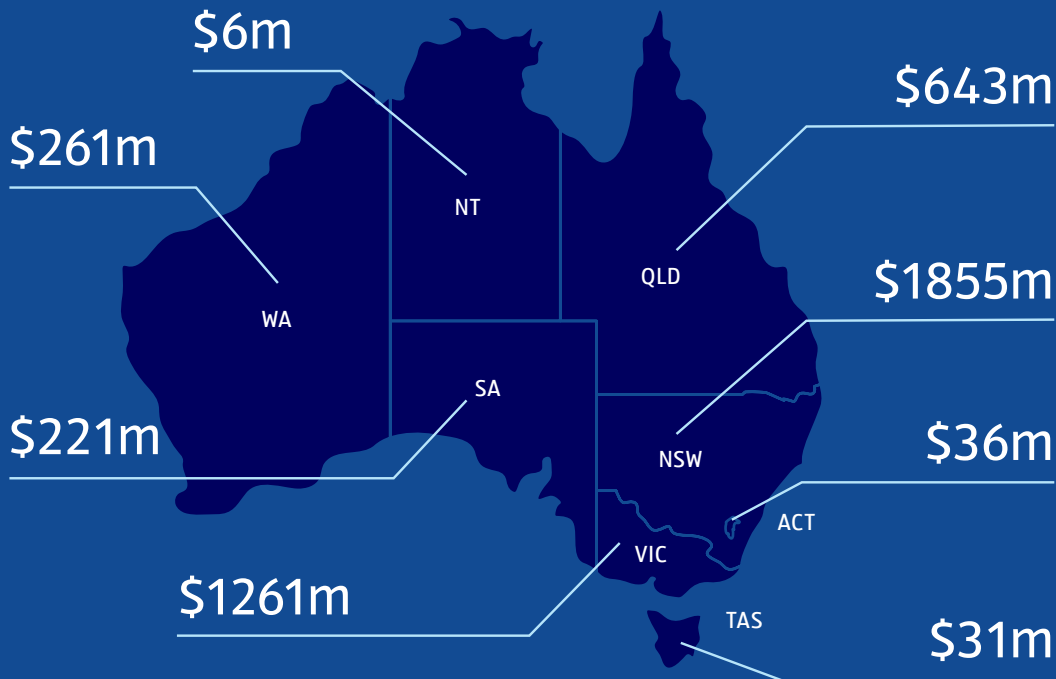 $6m
$643m
$261m
NT
QLD
$1855m
WA
SA
$221m
NSW
$36m
ACT
VIC
$1261m
TAS
$31m